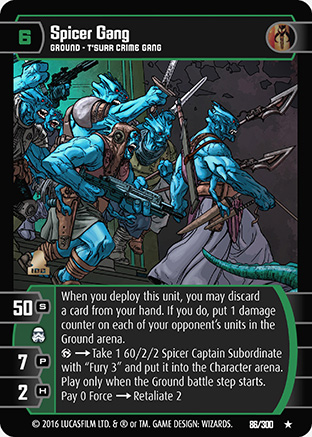 6
Spicer Gang
GROUND - T'SURR CRIME GANG
50 S
7 P
2 H
When you deploy this unit, you may discard
a card from your hand. If you do, put 1 damage
counter on each of your opponent's units in the
Ground arena.
→Take 1 60/2/2 Spicer Captain Subordinate
with "Fury 3" and put it into the Character arena.
Play only when the Ground battle step starts.
Pay 0 Force → Retaliate 2
© 2016 LUCASFILM LTD. & ® OR TM. GAME DESIGN: WIZARDS.
88/300